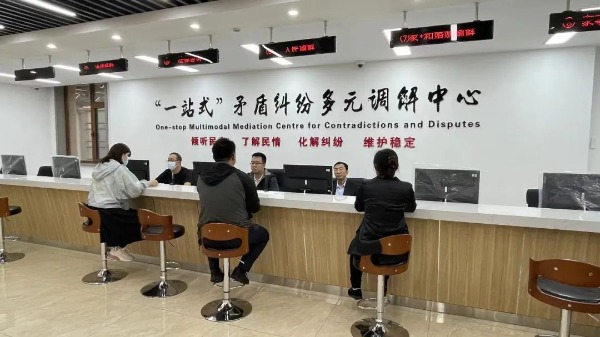 人民调解
“一站式”矛盾纠纷多元调解中心
One-stop Multimodal Mediation Centre for Contradictions and Disputes
倾听民 了解民情 化解纠纷 维护稳定